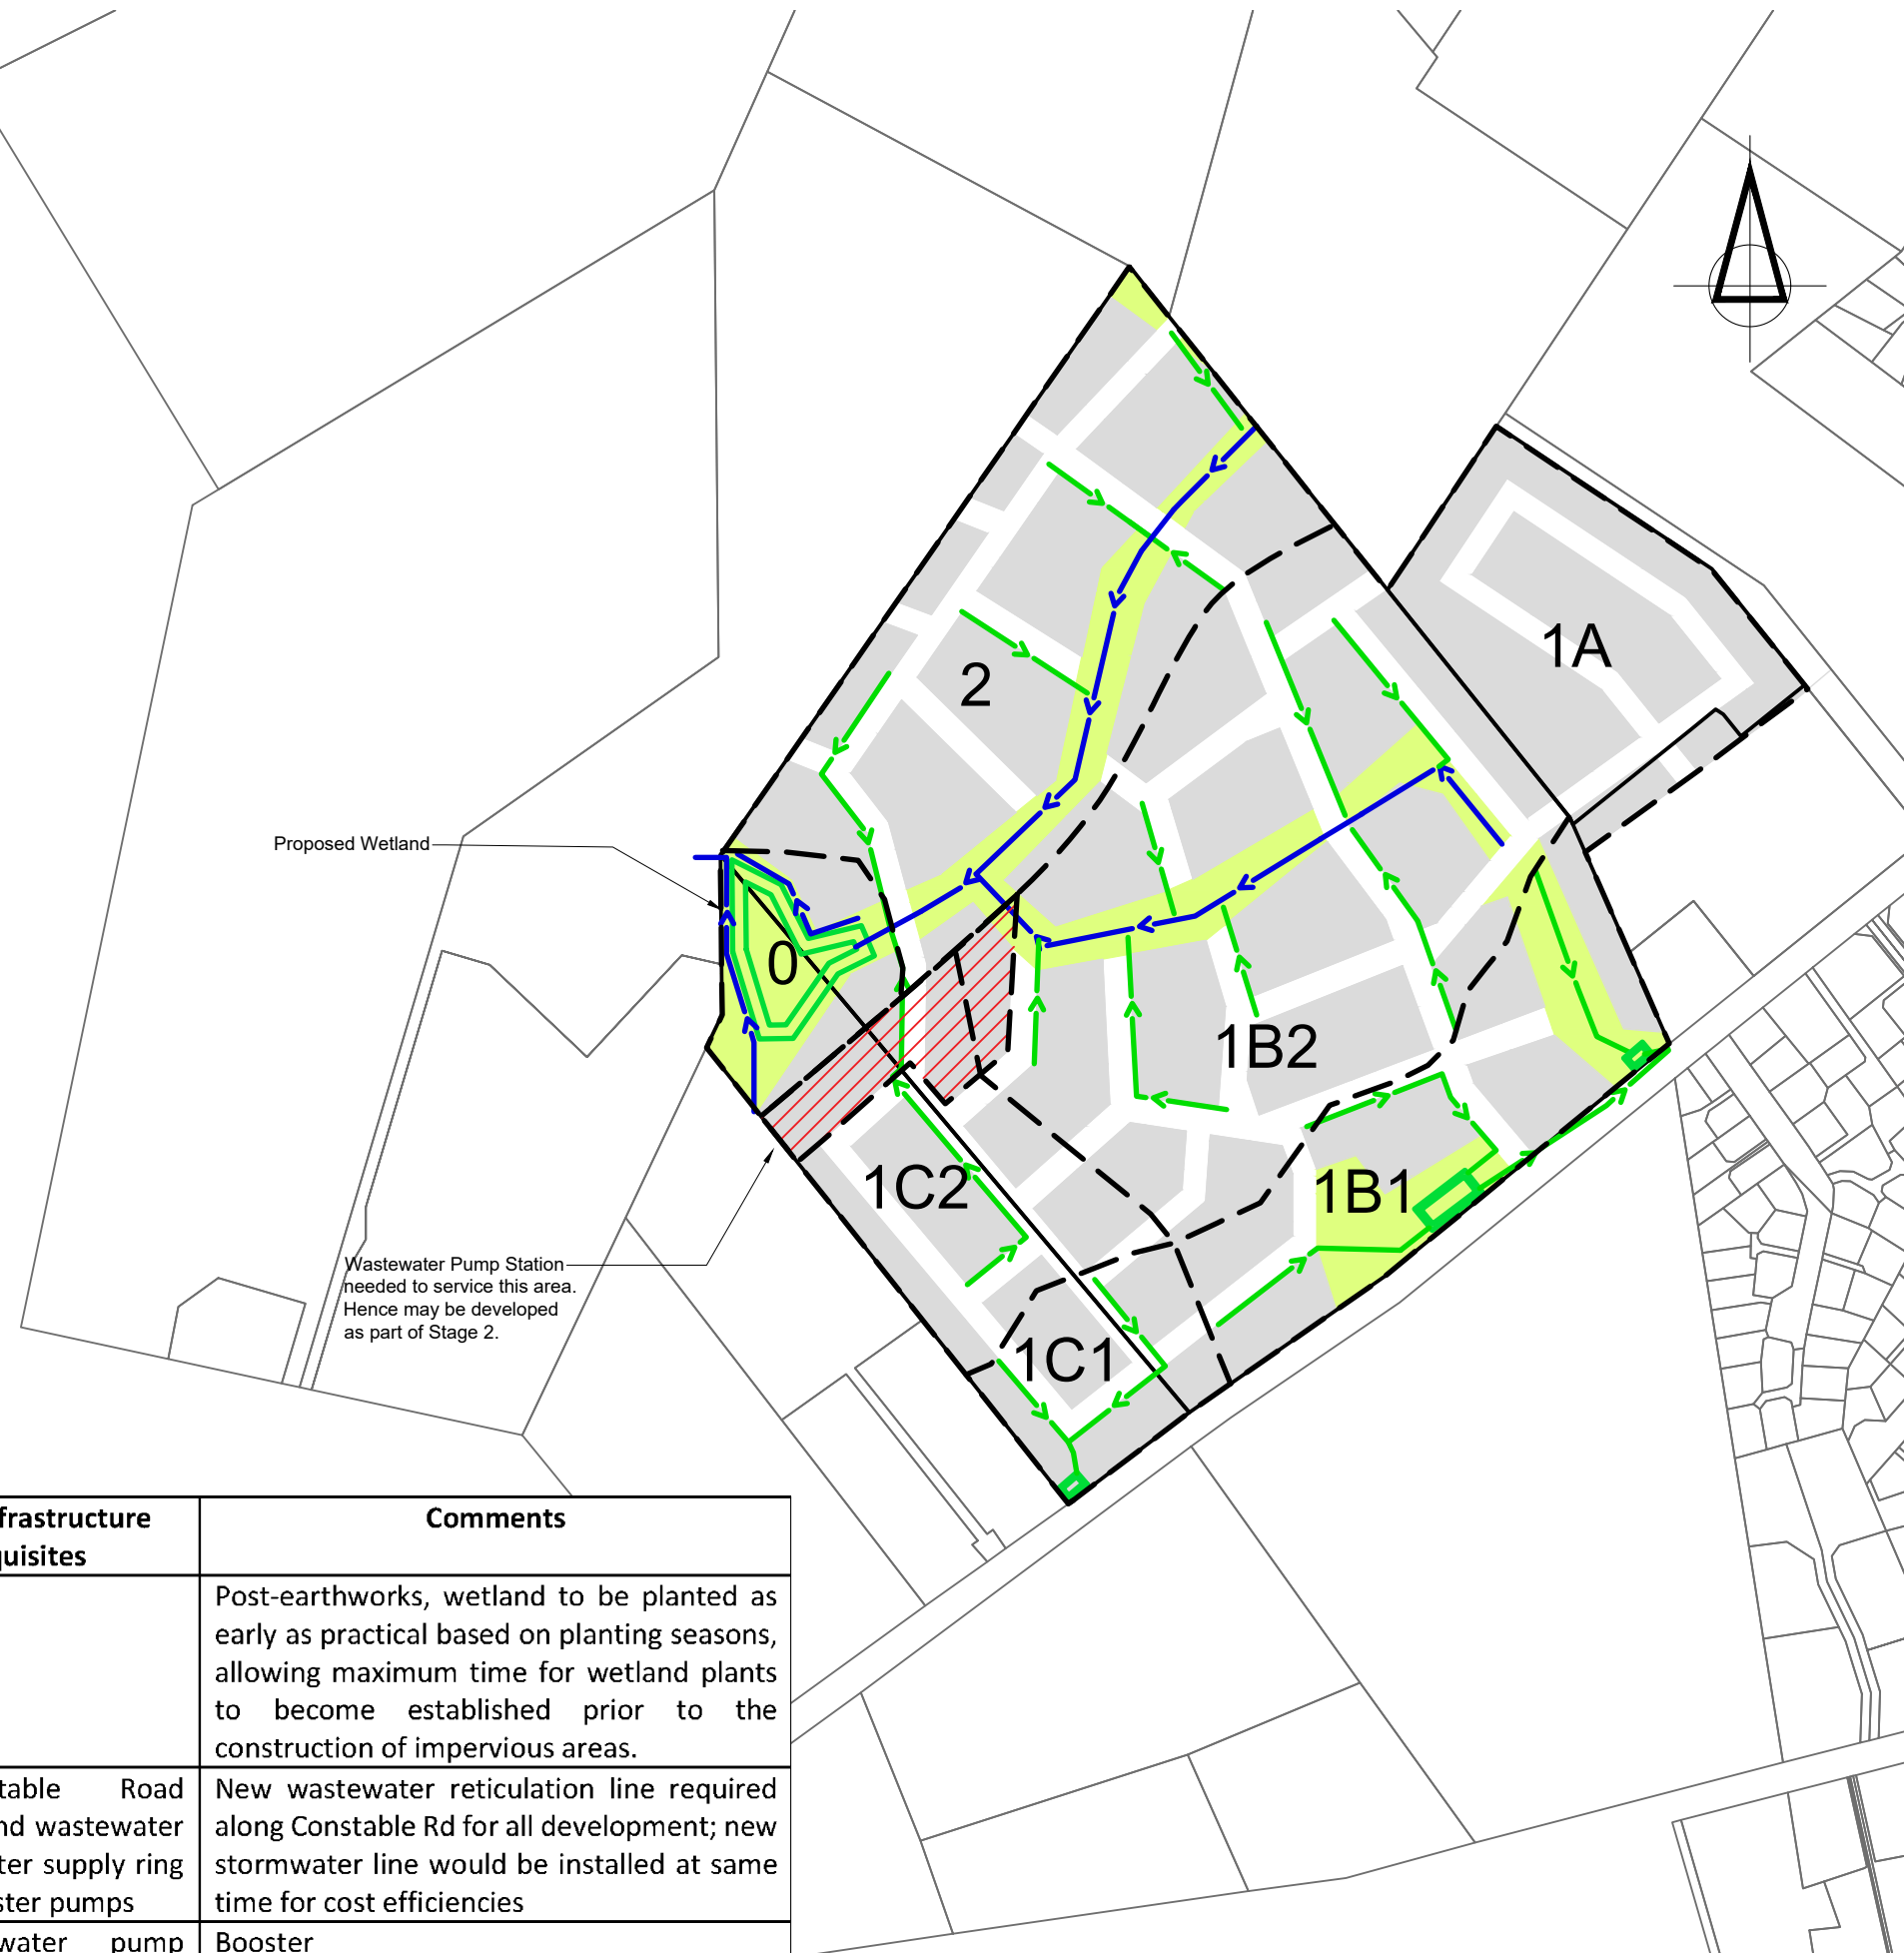 1A
2
Proposed Wetland
0
1B2
1C2
1B1
Wastewater Pump Station
needed to service this area.
Hence may be developed
as part of Stage 2.
1C1
frastructure
uisites
Comments
Post-earthworks, wetland to be planted as
early as practical based on planting seasons,
allowing maximum time for wetland plants
to become established prior to the
construction of impervious areas.
table Road
nd wastewater
ter supply ring
ster pumps
New wastewater reticulation line required
along Constable Rd for all development; new
stormwater line would be installed at same
time for cost efficiencies
water pump
Booster